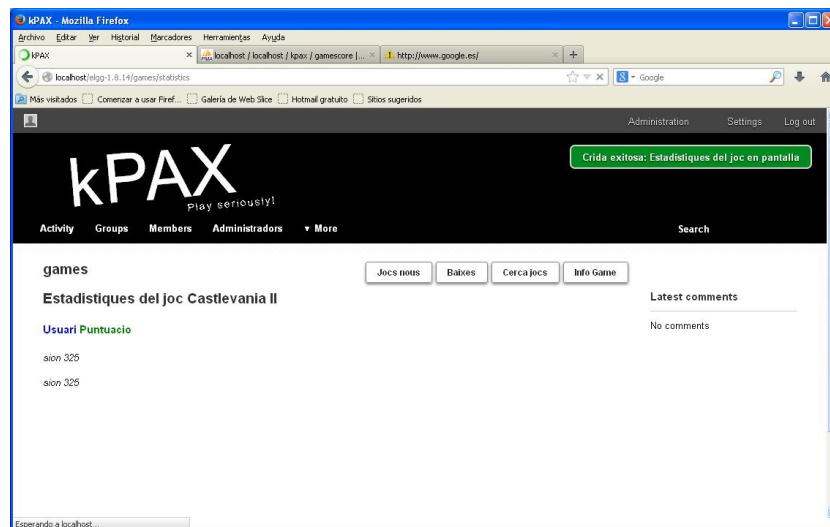 kPAX - Mozilla Firefox
Archivo Editar Ver Historial Marcadores Herramientas Ayuda
kPAX localhost / localhost / kpax / gamescore |... http://www.google.es/
localhost/elgg-1.8.14/games/statistics Google
Más visitados Comenzar a usar Firef... Galería de Web Slice Hotmail gratuito Sitios sugeridos
Administration Settings Log out
Crida exitosa: Estadístiques del joc en pantalla
kPAX
Play seriously!
Activity Groups Members Administradors ▾ More Search
games Jocs nous Baixes Cerca jocs Info Game
Estadistiques del joc Castlevania II
Latest comments
Usuari Puntuacio
No comments
sion 325
sion 325
Esperando a localhost...